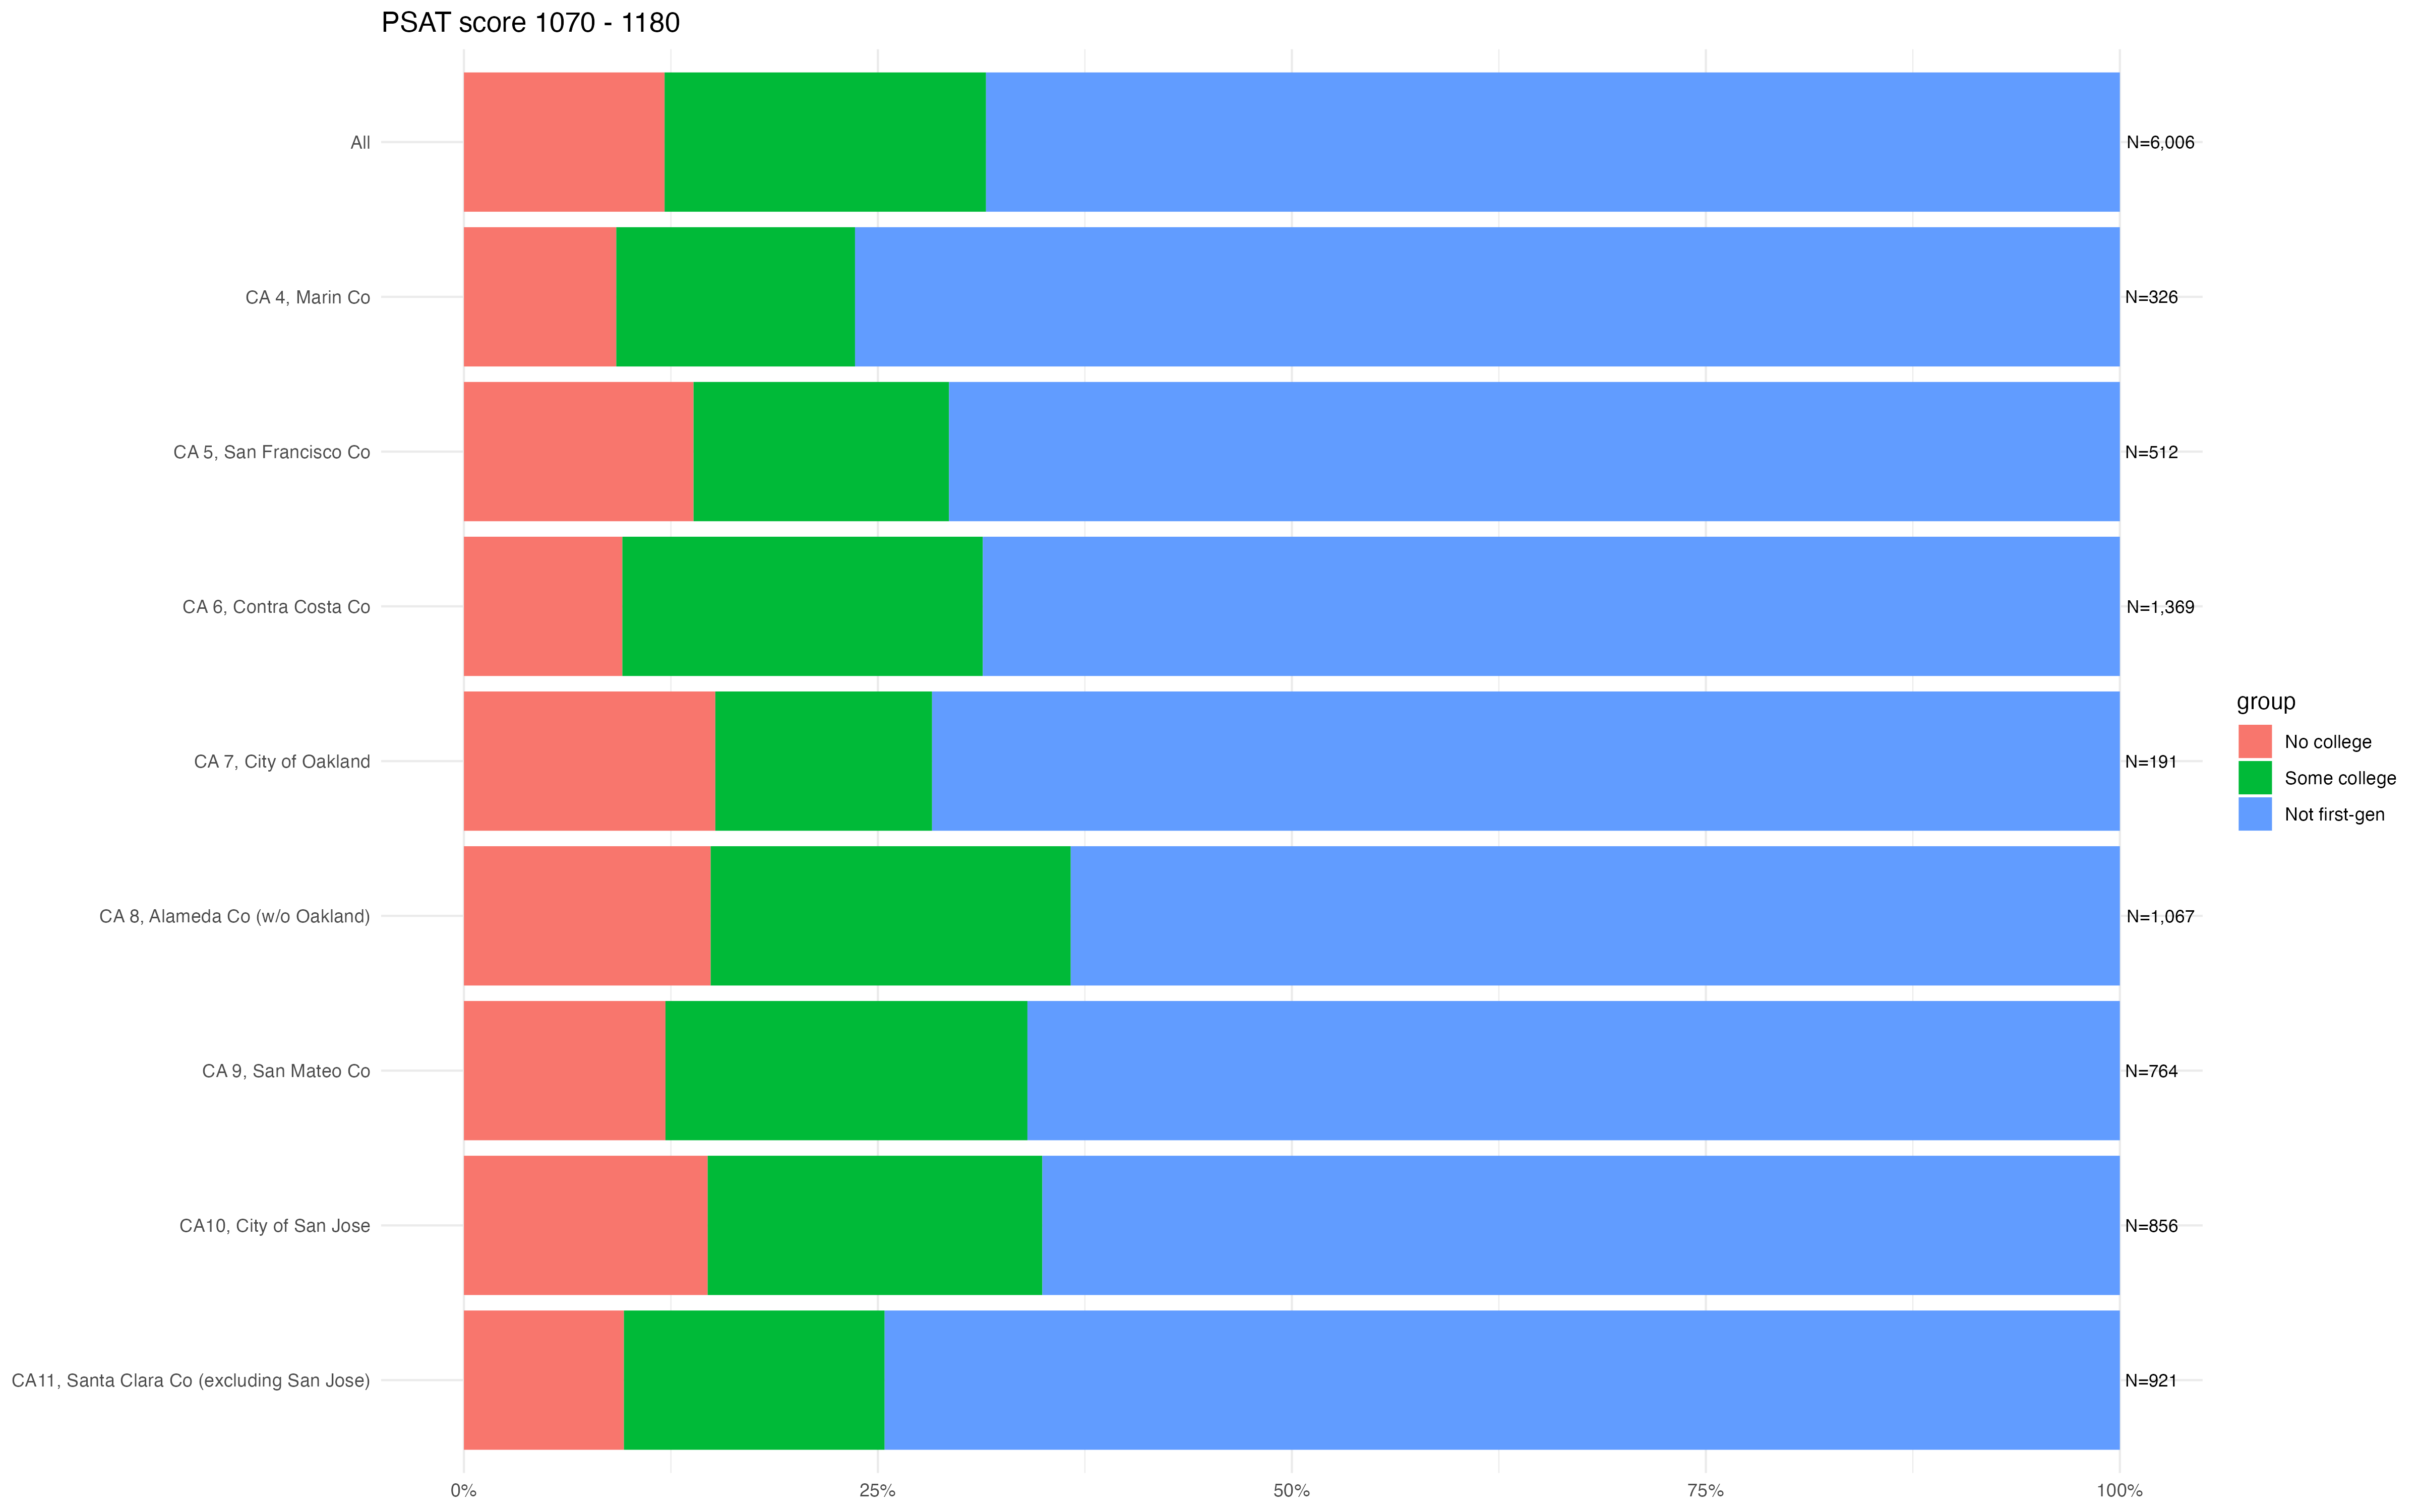 PSAT score 1070 - 1180
All
N=6,006
CA 4, Marin Co
N=326
CA 5, San Francisco Co
N=512
CA 6, Contra Costa Co
N=1,369
CA 7, City of Oakland
N=191
CA 8, Alameda Co (w/o Oakland)
N=1,067
CA 9, San Mateo Co
N=764
CA10, City of San Jose
N=856
CA11, Santa Clara Co (excluding San Jose)
N=921
0%
25%
50%
75%
100%
group
No college
Some college
Not first-gen